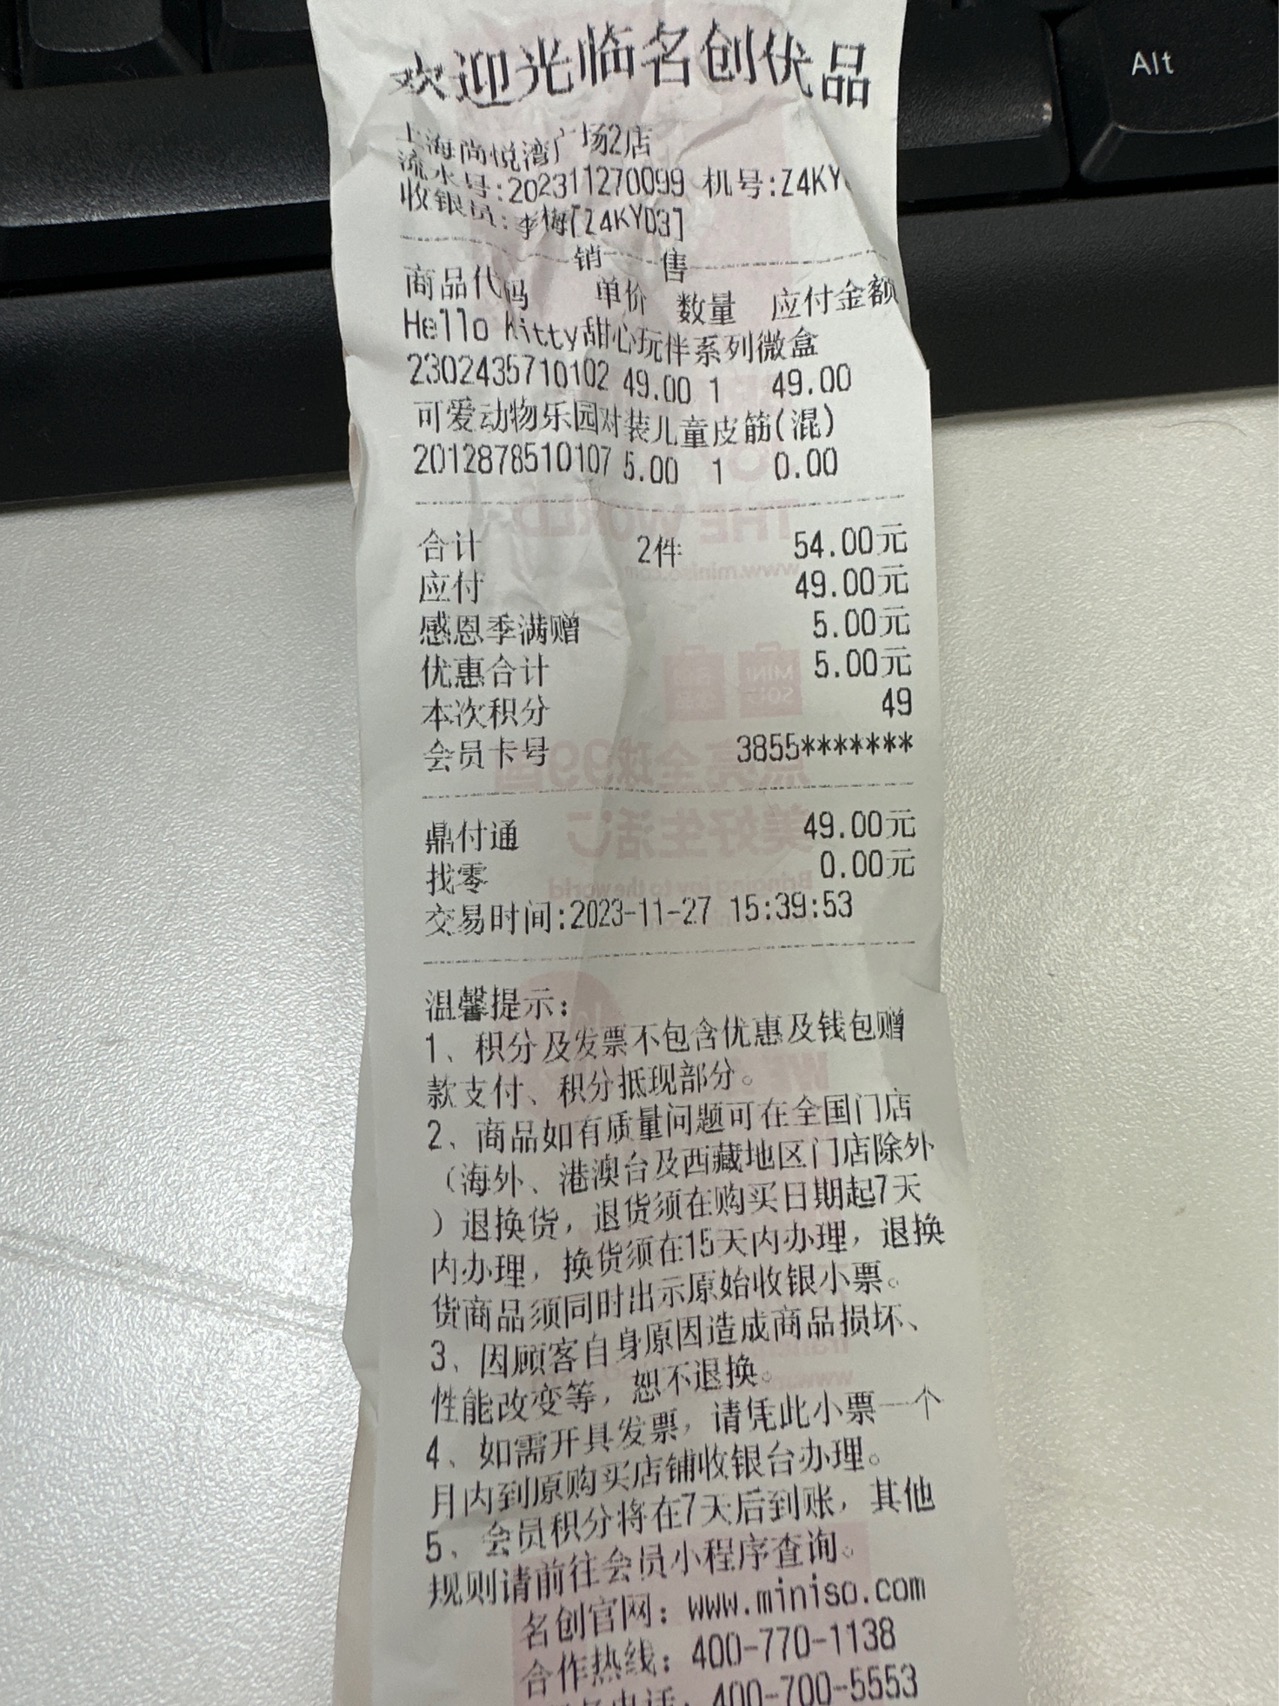 欢迎光临名创优品
上海尚悦湾广场2店
流水号:202311270099 机号:Z4KY
收银员:李梅[Z4KYD3]
销 售
商品代码 单价 数量 应付金额
Hello Kitty甜心玩伴系列微盒
2302435710102 49.00 1 49.00
可爱动物乐园对装儿童皮筋(混)
2012878510107 5.00 1 0.00
合计 2件 54.00元
应付 49.00元
感恩季满赠 5.00元
优惠合计 5.00元
本次积分 49
会员卡号 3855*******
鼎付通 49.00元
找零 0.00元
交易时间:2023-11-27 15:39:53
温馨提示:
1、积分及发票不包含优惠及钱包赠
款支付、积分抵现部分。
2、商品如有质量问题可在全国门店
（海外、港澳台及西藏地区门店除外
）退换货，退货须在购买日期起7天
内办理，换货须在15天内办理，退换
货商品须同时出示原始收银小票。
3、因顾客自身原因造成商品损坏、
性能改变等，恕不退换。
4、如需开具发票，请凭此小票一个
月内到原购买店铺收银台办理。
5、会员积分将在7天后到账，其他
规则请前往会员小程序查询。
名创官网：www.miniso.com
合作热线：400-770-1138
电话：400-700-5553
Alt